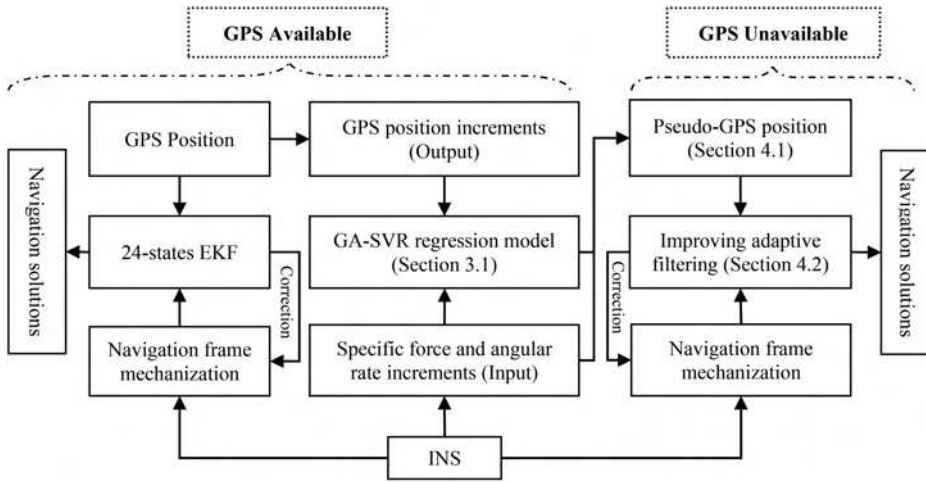 GPS Available
GPS Unavailable
GPS Position
GPS position increments
(Output)
Pseudo-GPS position
(Section 4.1)
Navigation solutions
24-states EKF
Correction
GA-SVR regression model
(Section 3.1)
Correction
Improving adaptive
filtering (Section 4.2)
Navigation solutions
Navigation frame
mechanization
Specific force and angular
rate increments (Input)
Navigation frame
mechanization
INS